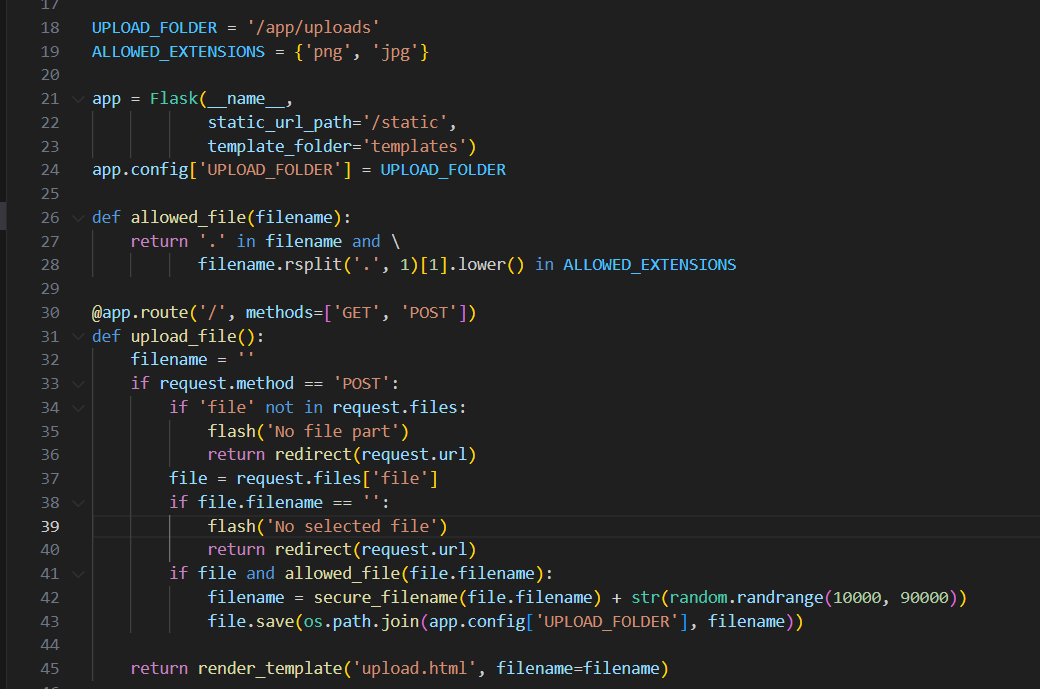 17
18 UPLOAD_FOLDER = '/app/uploads'
19 ALLOWED_EXTENSIONS = {'png', 'jpg'}
20
21 app = Flask(__name__,
22             static_url_path='/static',
23             template_folder='templates')
24 app.config['UPLOAD_FOLDER'] = UPLOAD_FOLDER
25
26 def allowed_file(filename):
27     return '.' in filename and \
28            filename.rsplit('.', 1)[1].lower() in ALLOWED_EXTENSIONS
29
30 @app.route('/', methods=['GET', 'POST'])
31 def upload_file():
32     filename = ''
33     if request.method == 'POST':
34         if 'file' not in request.files:
35             flash('No file part')
36             return redirect(request.url)
37         file = request.files['file']
38         if file.filename == '':
39             flash('No selected file')
40             return redirect(request.url)
41         if file and allowed_file(file.filename):
42             filename = secure_filename(file.filename) + str(random.randrange(10000, 90000))
43             file.save(os.path.join(app.config['UPLOAD_FOLDER'], filename))
44
45     return render_template('upload.html', filename=filename)